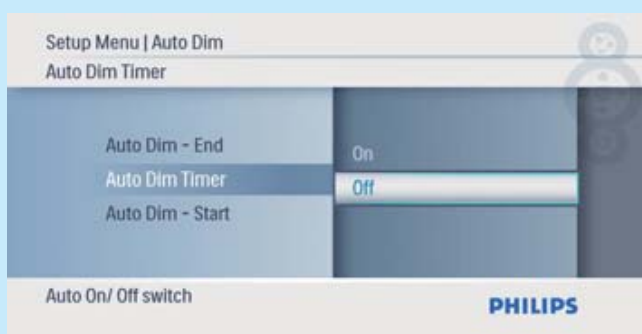 Setup Menu | Auto Dim
Auto Dim Timer
Auto Dim - End
Auto Dim Timer
Auto Dim - Start
On
Off
Auto On/ Off switch
PHILIPS